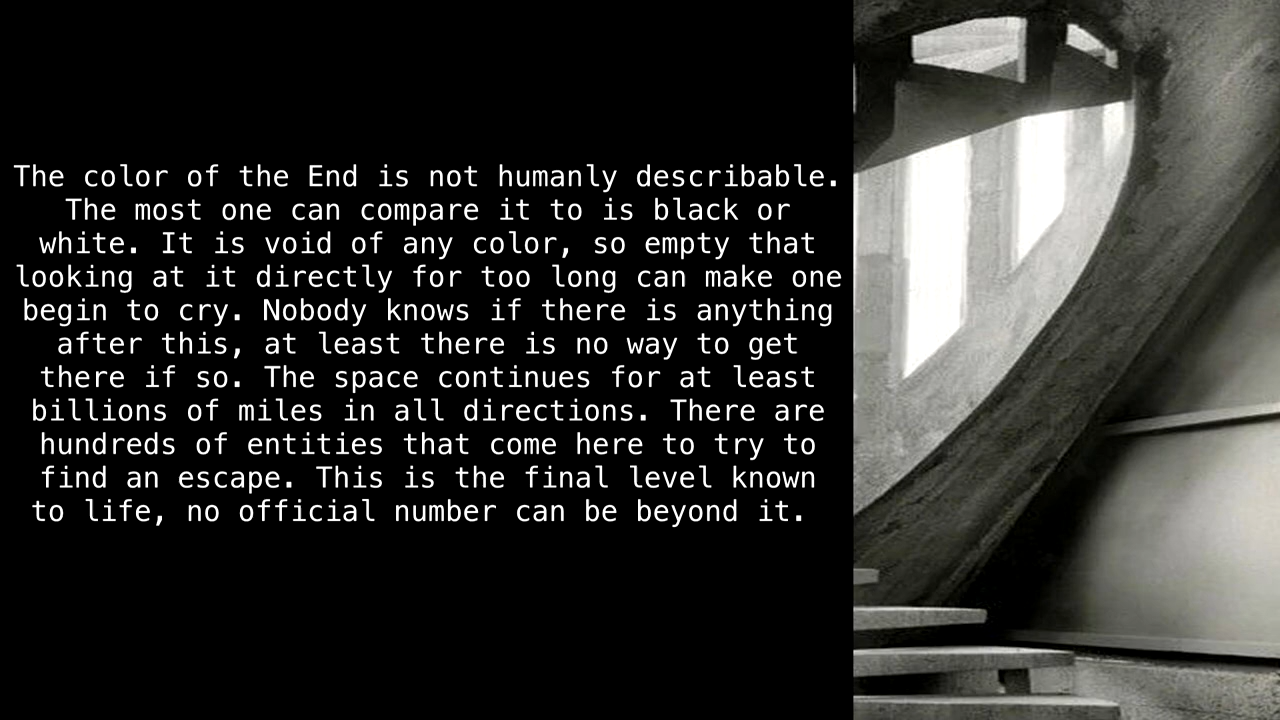 The color of the End is not humanly describable.
The most one can compare it to is black or
white. It is void of any color, so empty that
looking at it directly for too long can make one
begin to cry. Nobody knows if there is anything
after this, at least there is no way to get
there if so. The space continues for at least
billions of miles in all directions. There are
hundreds of entities that come here to try to
find an escape. This is the final level known
to life, no official number can be beyond it.